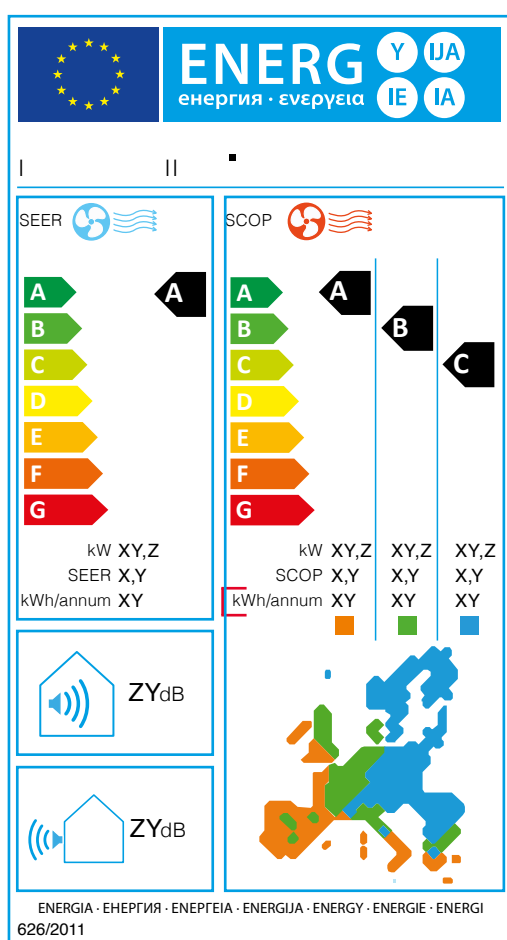 ENERG Y IJA
енергия · ενεργεια IE IA
I II
SEER
A A
B
C
D
E
F
G
kW XY,Z
SEER X,Y
kWh/annum XY
SCOP
A A
B B
C C
D
E
F
G
kW XY,Z XY,Z XY,Z
SCOP X,Y X,Y X,Y
kWh/annum XY XY XY
ZYdB
ZYdB
ENERGIA · ЕНЕРГИЯ · ΕΝΕΡΓΕΙΑ · ENERGIJA · ENERGY · ENERGIE · ENERGI
626/2011